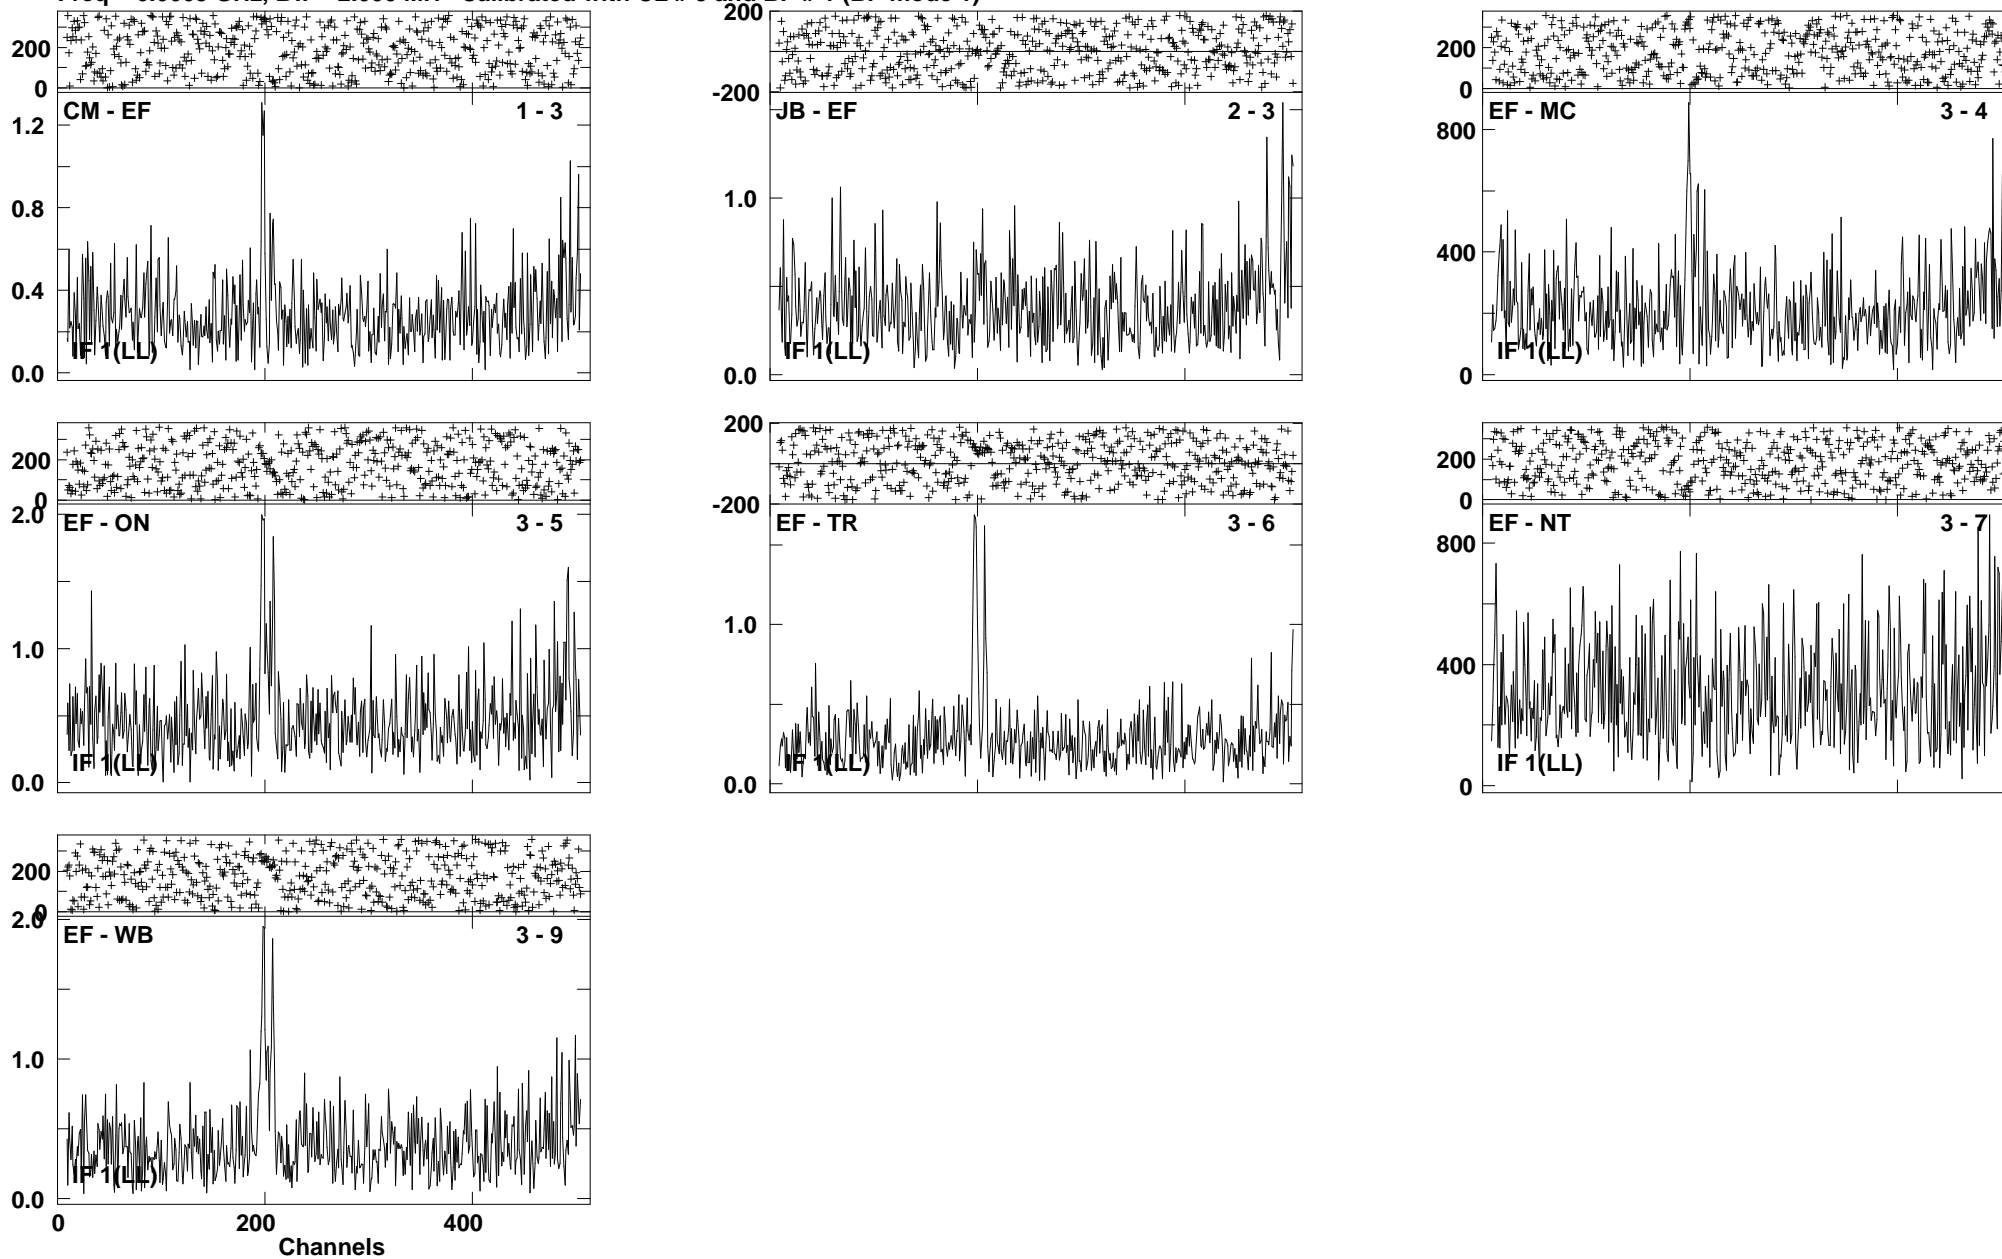 200 200
200
0 0
-200
CM - EF 1 - 3 JB - EF 2 - 3 EF - MC 3 - 4
1.2 800
1.0
0.8
400
0.4
IF 1(LL) IF 1(LL) IF 1(LL)
0.0 0.0 0
200
200 200
0 0
-200
2.0
EF - ON 3 - 5 EF - TR 3 - 6 EF - NT 3 - 7
800
1.0
1.0
400
IF 1(LL) IF 1(LL) IF 1(LL)
0.0 0.0 0
200
0
2.0
EF - WB 3 - 9
1.0
IF 1(LL)
0.0
0 200 400
Channels